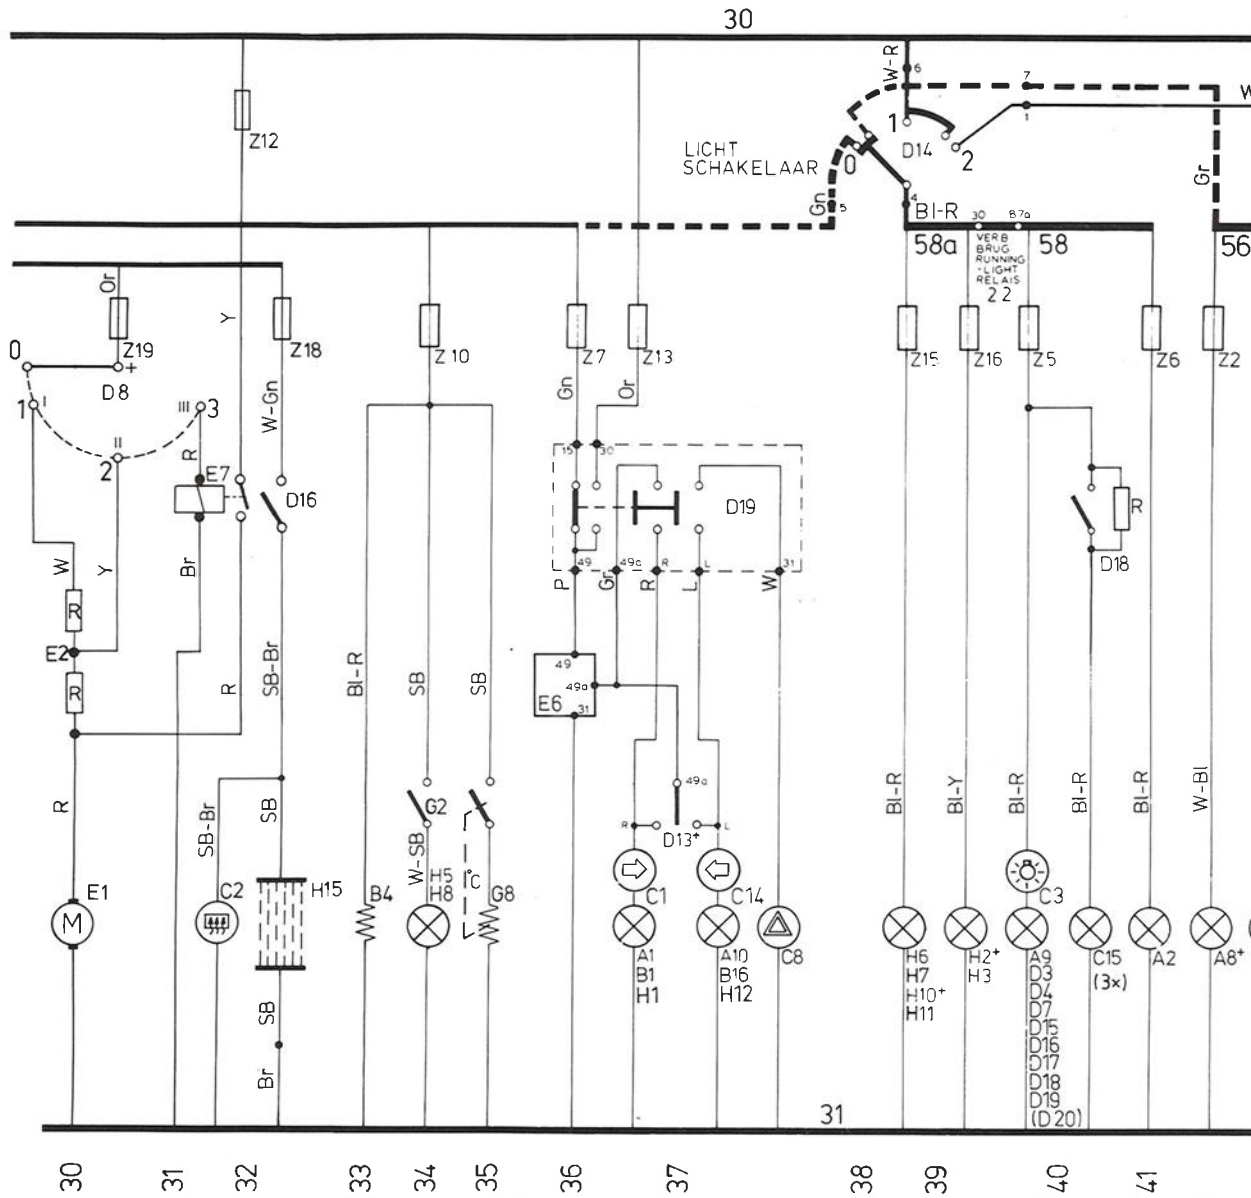 30
W-R
6
7
W
Z12
1
1
LICHT
SCHAKELAAR
0
D14
2
Gr
Gn
5
4
Bl-R
30
87a
58a
VERB
BRUG
RUNNING
-LIGHT
RELAIS
22
58
56
Or
Y
Z19
Z18
Z10
Z7
Z13
Z15
Z16
Z5
Z6
Z2
0
+
D8
Gn
Or
W-Gn
1
I
III
3
II
2
R
15
30
E7
D16
D19
R
W
Y
Br
49
49a
R
L
31
P
Gr
R
L
W
D18
R
E2
SB-Br
Bl-R
SB
SB
49
49a
E6
31
R
R
R
SB-Br
SB
G2
49a
Bl-R
Bl-Y
Bl-R
Bl-R
Bl-R
W-Bl
W-SB
R
D13+
L
°C
E1
C2
H15
B4
H5
H8
G8
C1
C14
C3
M
C8
A1
B1
H1
A10
B16
H12
H6
H7
H10+
H11
H2+
H3
A9
D3
D4
D7
D15
D16
D17
D18
D19
(D20)
C15
(3x)
A2
A8+
SB
Br
31
30
31
32
33
34
35
36
37
38
39
40
41